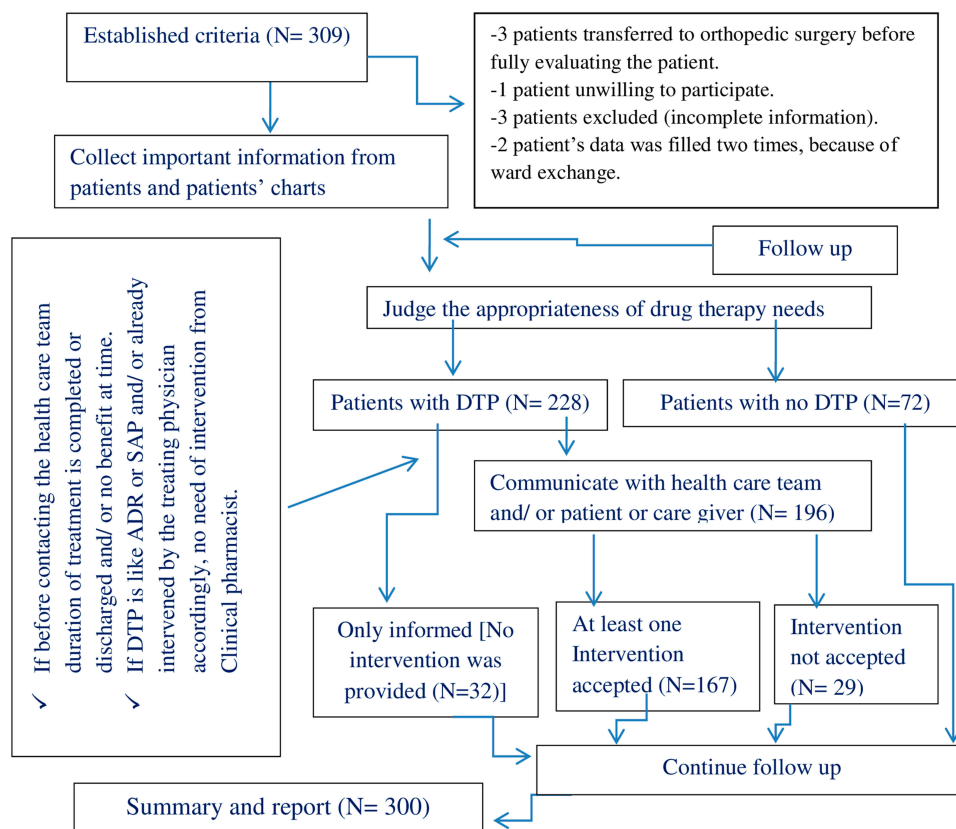 Established criteria (N= 309)
-3 patients transferred to orthopedic surgery before
fully evaluating the patient.
-1 patient unwilling to participate.
-3 patients excluded (incomplete information).
-2 patient's data was filled two times, because of
ward exchange.
Collect important information from
patients and patients' charts
Follow up
Judge the appropriateness of drug therapy needs
✓ If before contacting the health care team
duration of treatment is completed or
discharged and/ or no benefit at time.
✓ If DTP is like ADR or SAP and/ or already
intervened by the treating physician
accordingly, no need of intervention from
Clinical pharmacist.
Patients with DTP (N= 228)
Patients with no DTP (N=72)
Communicate with health care team
and/ or patient or care giver (N= 196)
Only informed [No
intervention was
provided (N=32)]
At least one
Intervention
accepted (N=167)
Intervention
not accepted
(N= 29)
Continue follow up
Summary and report (N= 300)